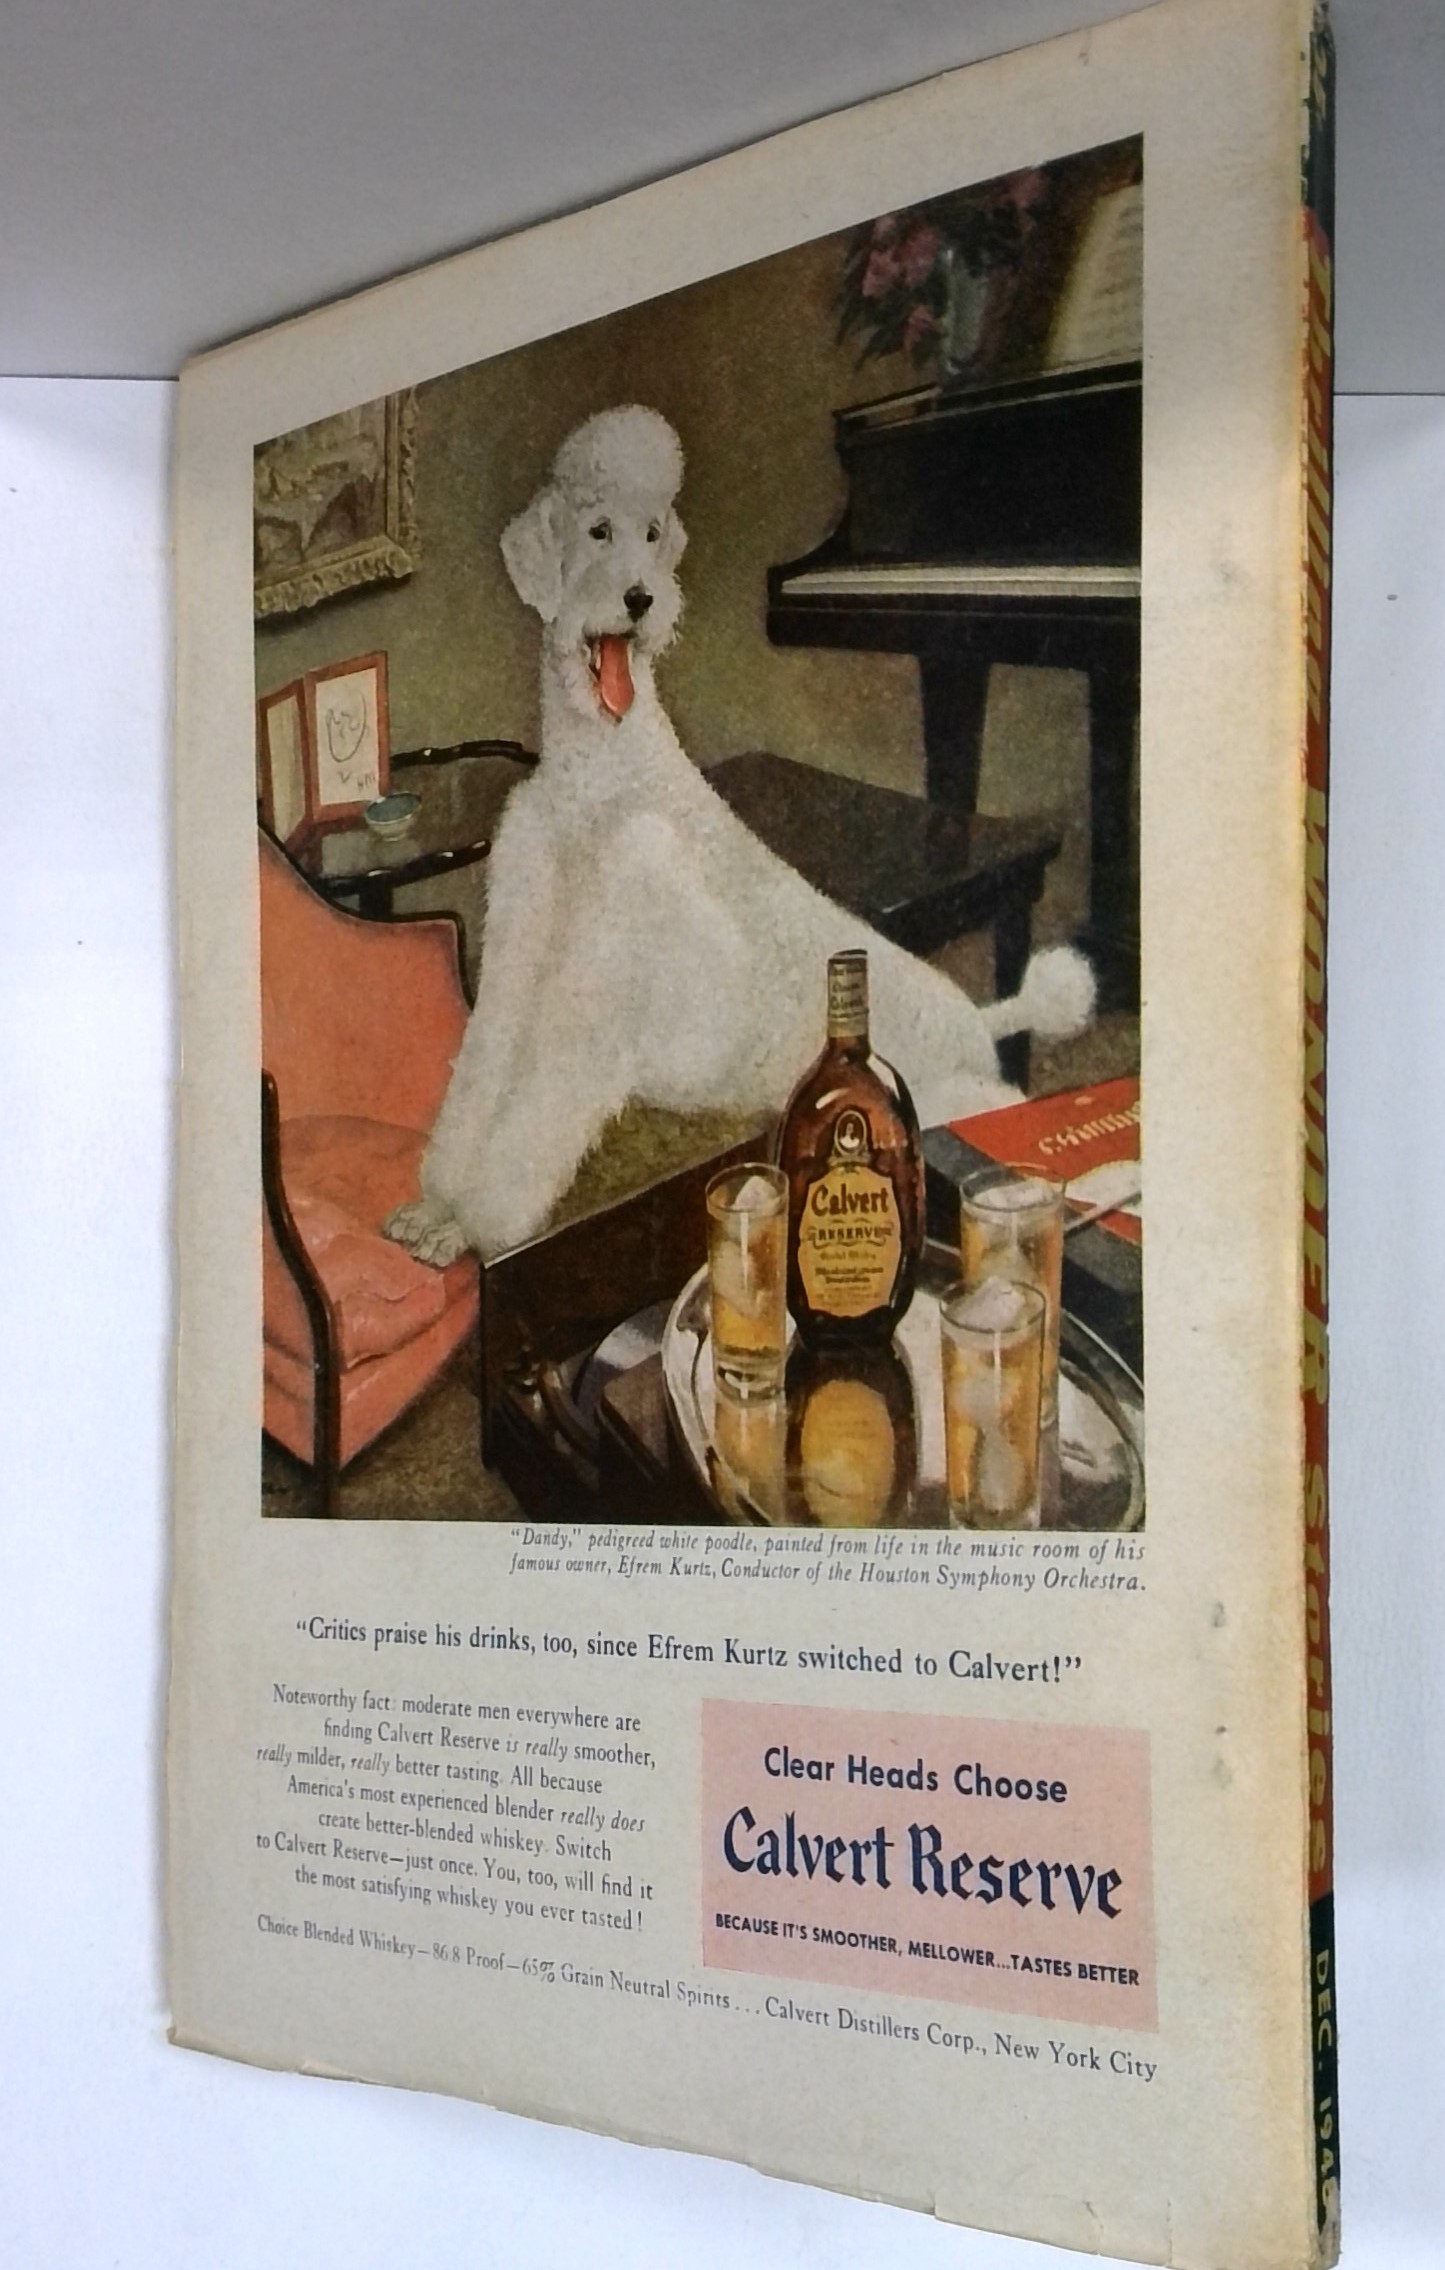 "Dandy," pedigreed white poodle, painted from life in the music room of his
famous owner, Efrem Kurtz, Conductor of the Houston Symphony Orchestra.
"Critics praise his drinks, too, since Efrem Kurtz switched to Calvert!"
Noteworthy fact: moderate men everywhere are
finding Calvert Reserve is really smoother,
really milder, really better tasting. All because
America's most experienced blender really does
create better-blended whiskey. Switch
to Calvert Reserve—just once. You, too, will find it
the most satisfying whiskey you ever tasted!
Clear Heads Choose
Calvert Reserve
BECAUSE IT'S SMOOTHER, MELLOWER...TASTES BETTER
Choice Blended Whiskey—86.8 Proof—65% Grain Neutral Spirits... Calvert Distillers Corp., New York City
Calvert
RESERVE
Thrilling WONDER Stories
DEC. 1948